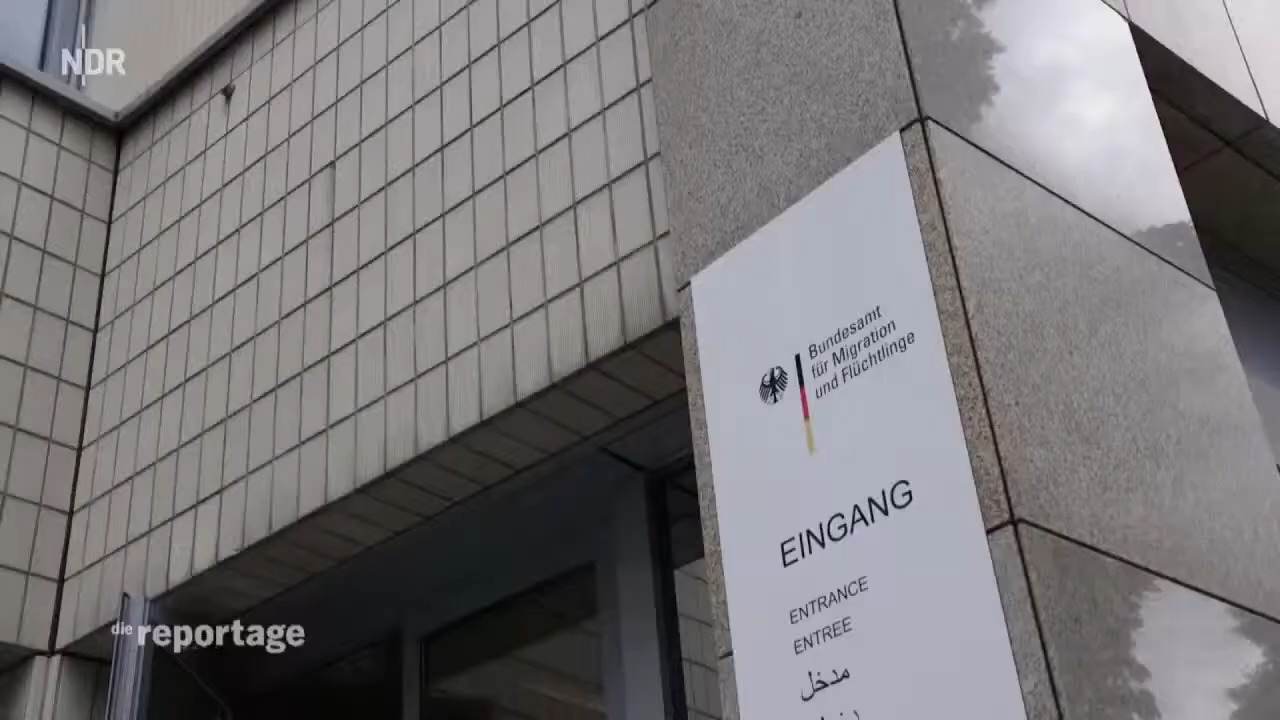 NDR
Bundesamt
für Migration
und Flüchtlinge
EINGANG
ENTRANCE
ENTREE
مدخل
die reportage